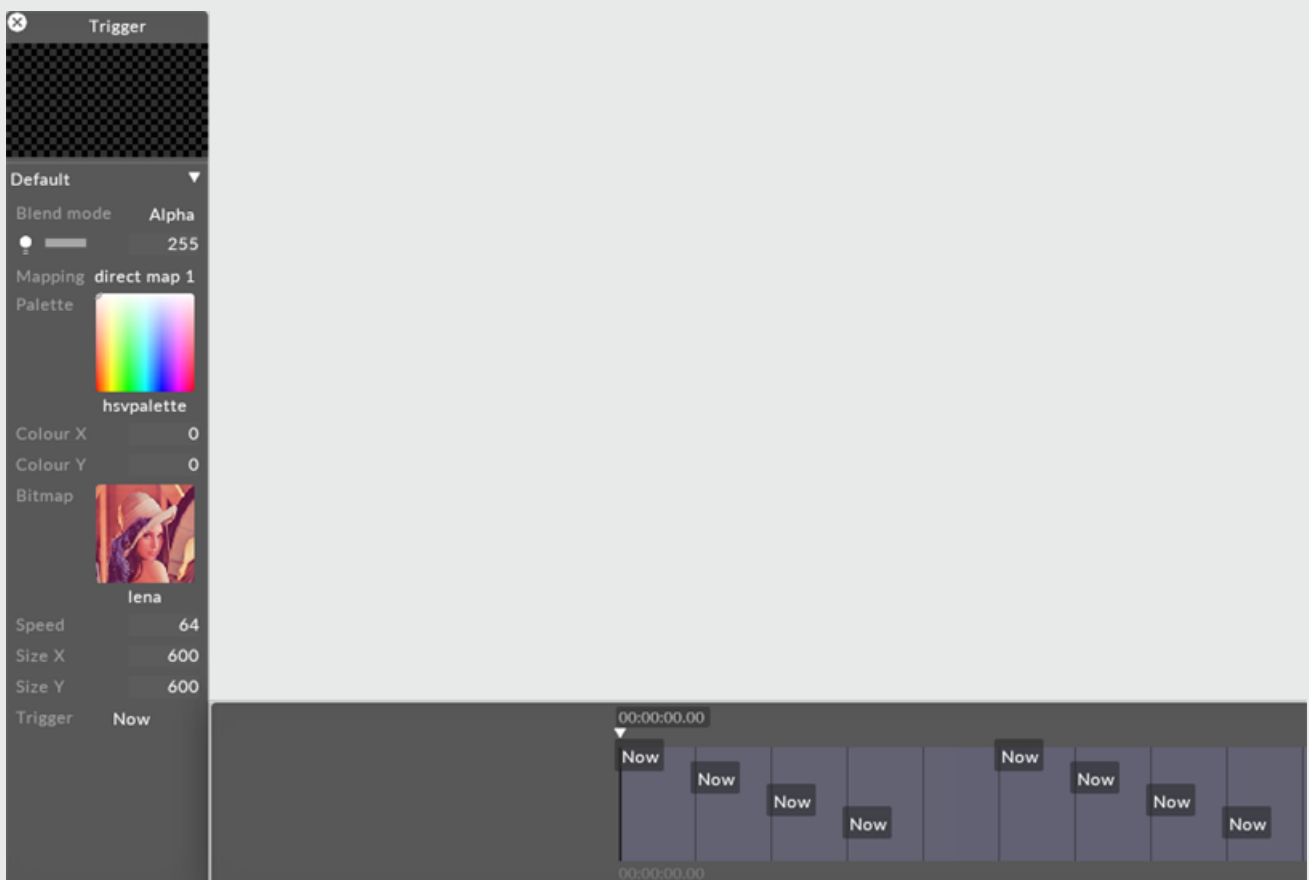 Trigger
Default
Blend mode Alpha
255
Mapping direct map 1
Palette
hsvpalette
Colour X 0
Colour Y 0
Bitmap
lena
Speed 64
Size X 600
Size Y 600
Trigger Now
00:00:00.00
Now Now
Now Now
Now Now
Now Now
00:00:00.00